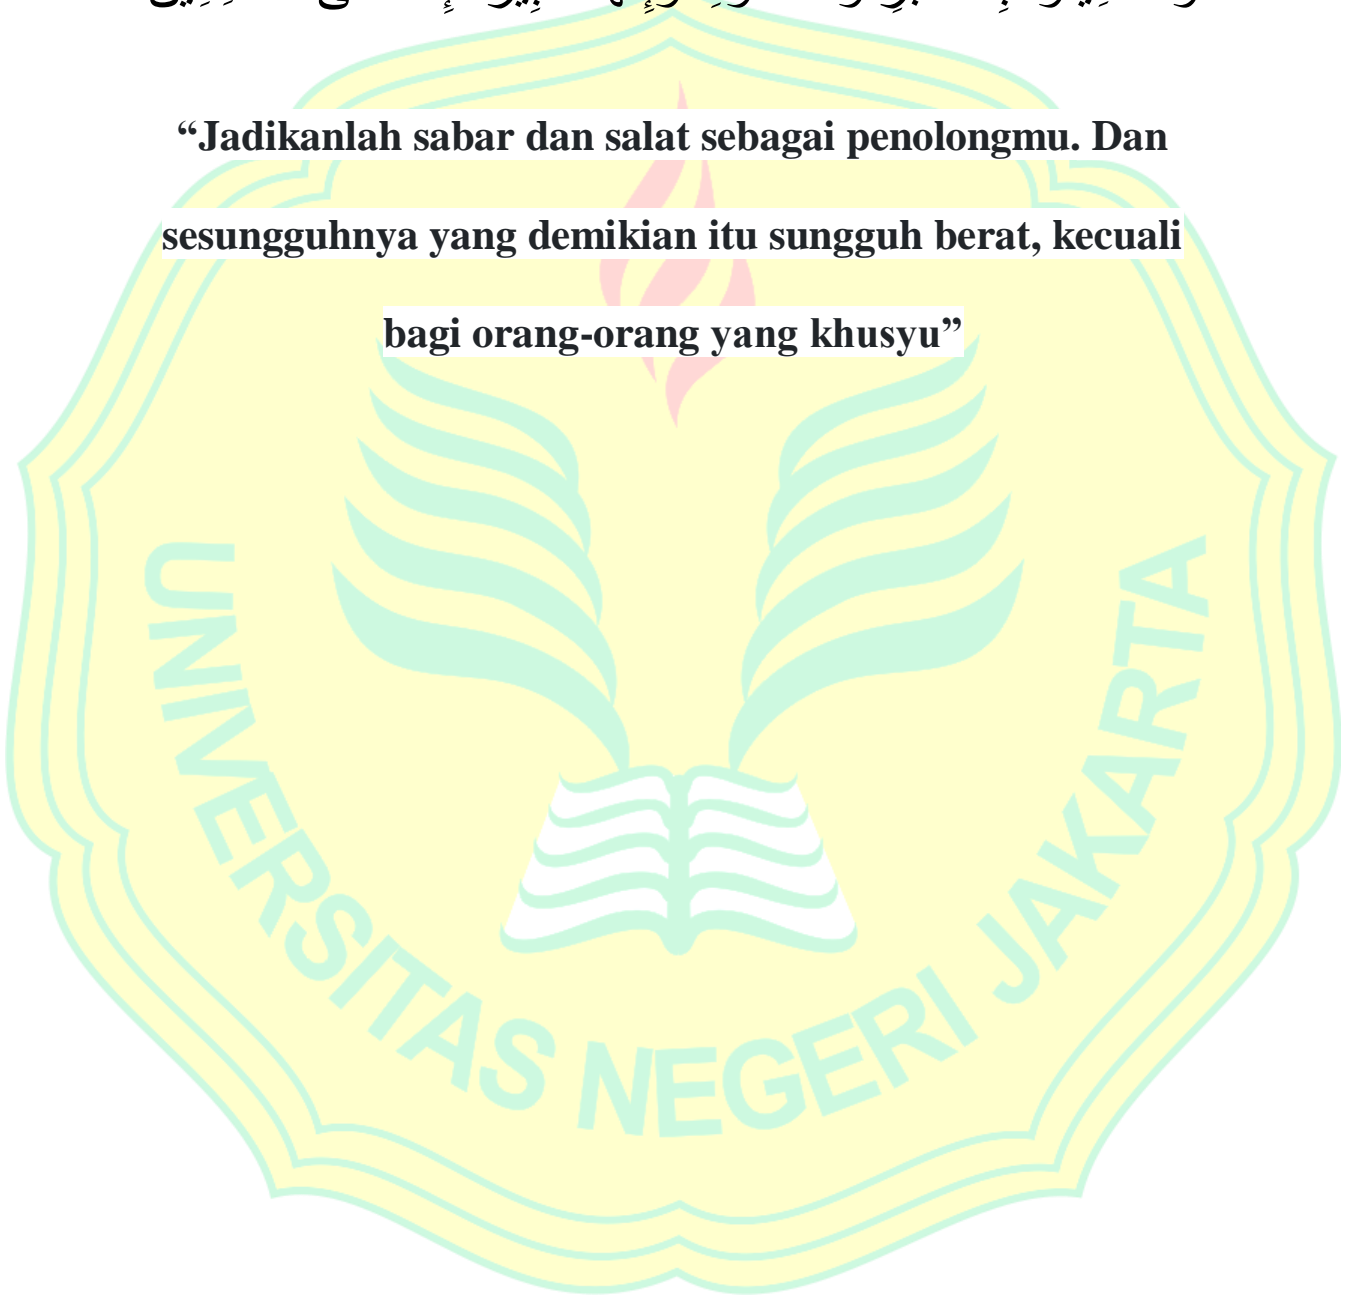 “Jadikanlah sabar dan salat sebagai penolongmu. Dan
sesungguhnya yang demikian itu sungguh berat, kecuali
bagi orang-orang yang khusyu”
UNIVERSITAS NEGERI JAKARTA